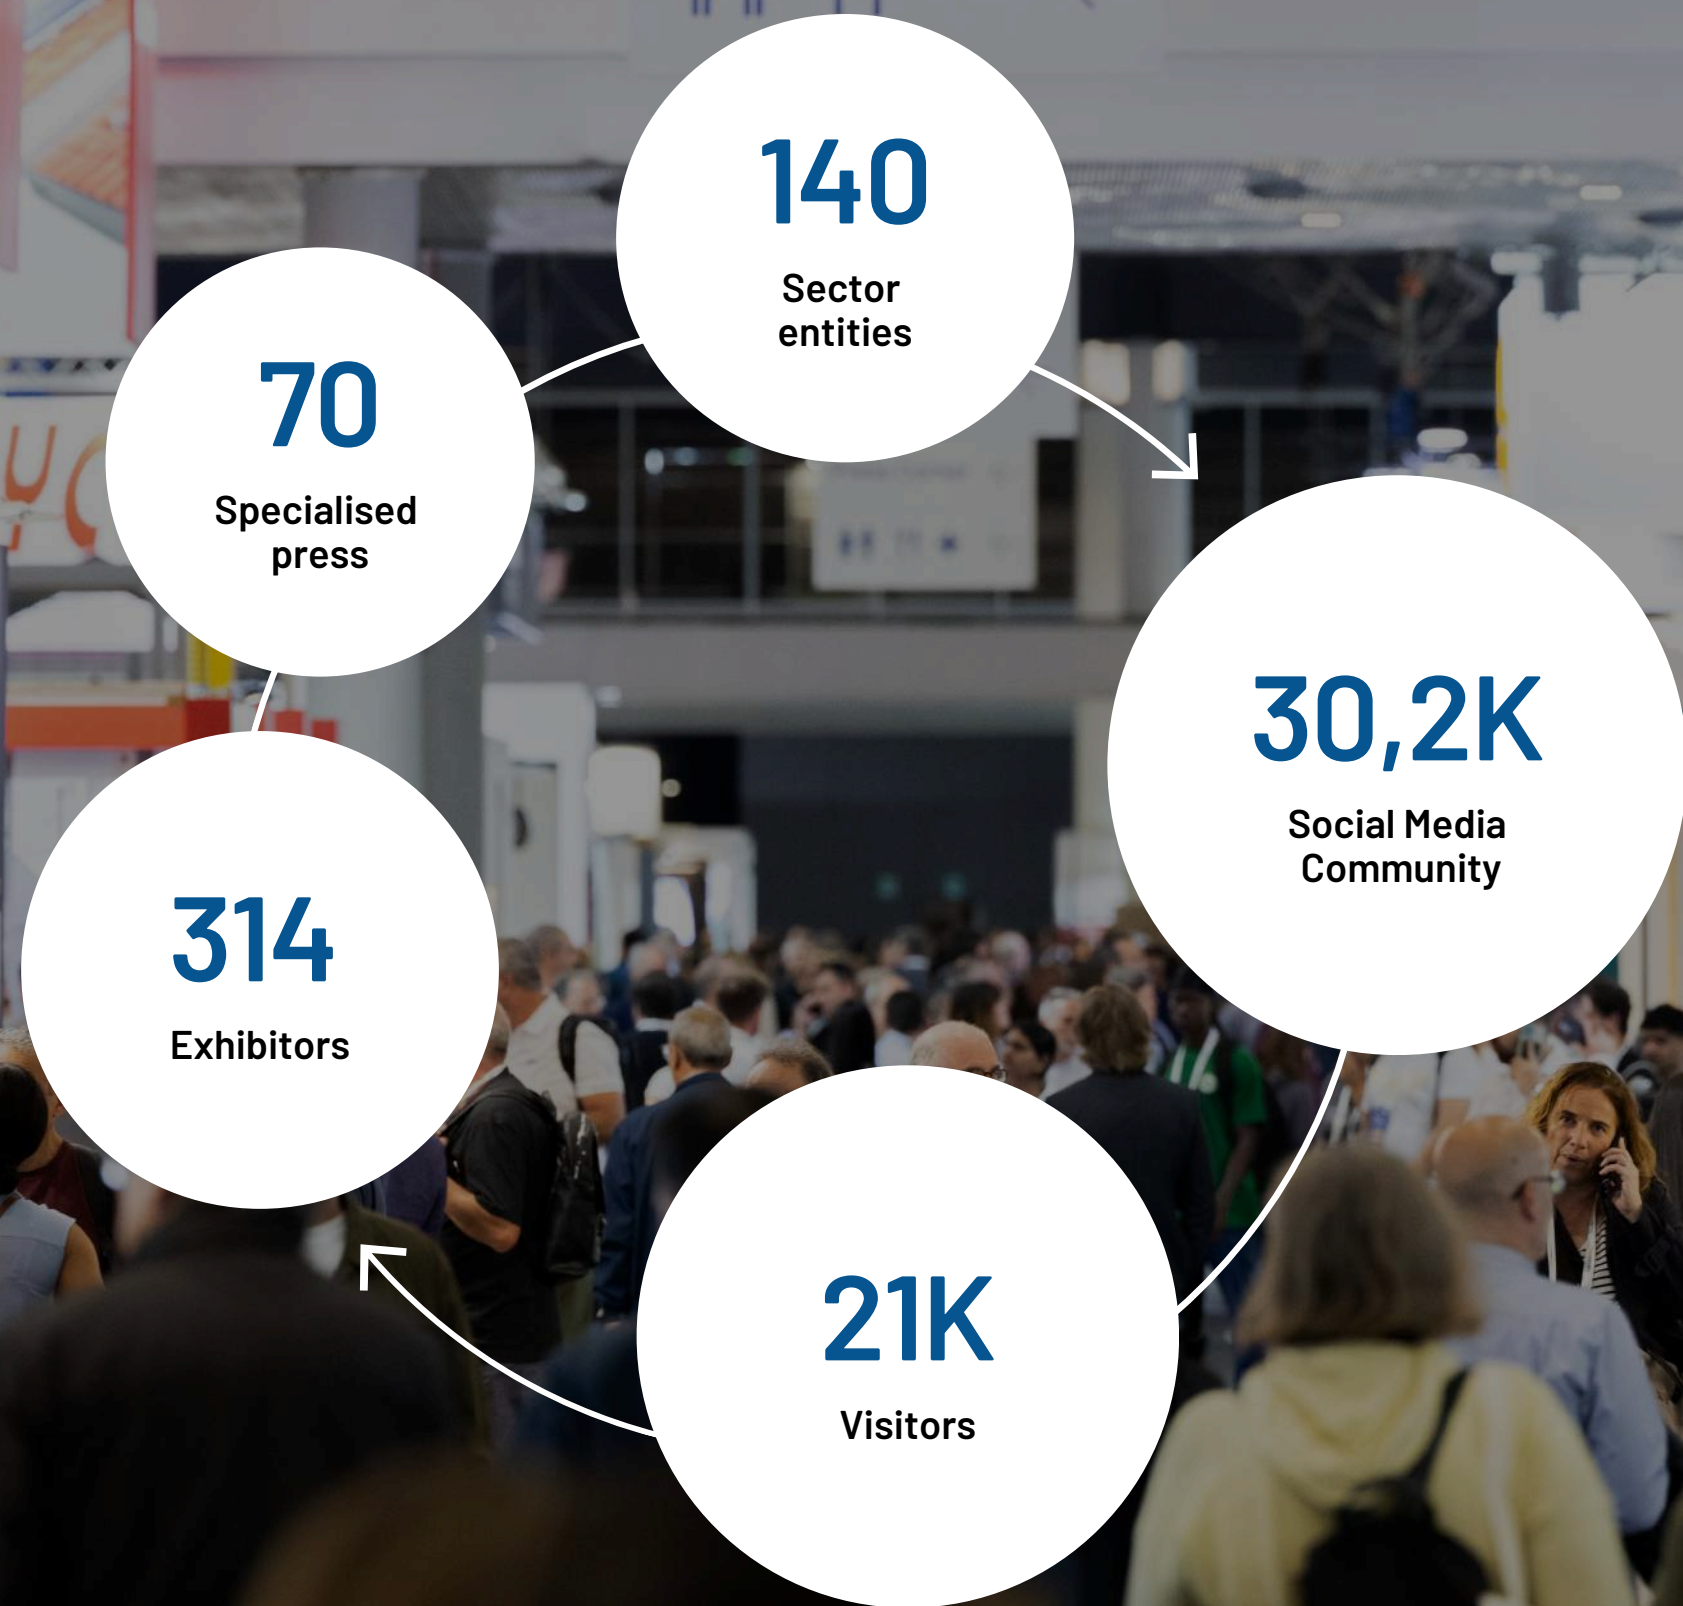 140
Sector
entities
70
Specialised
press
30,2K
Social Media
Community
314
Exhibitors
21K
Visitors